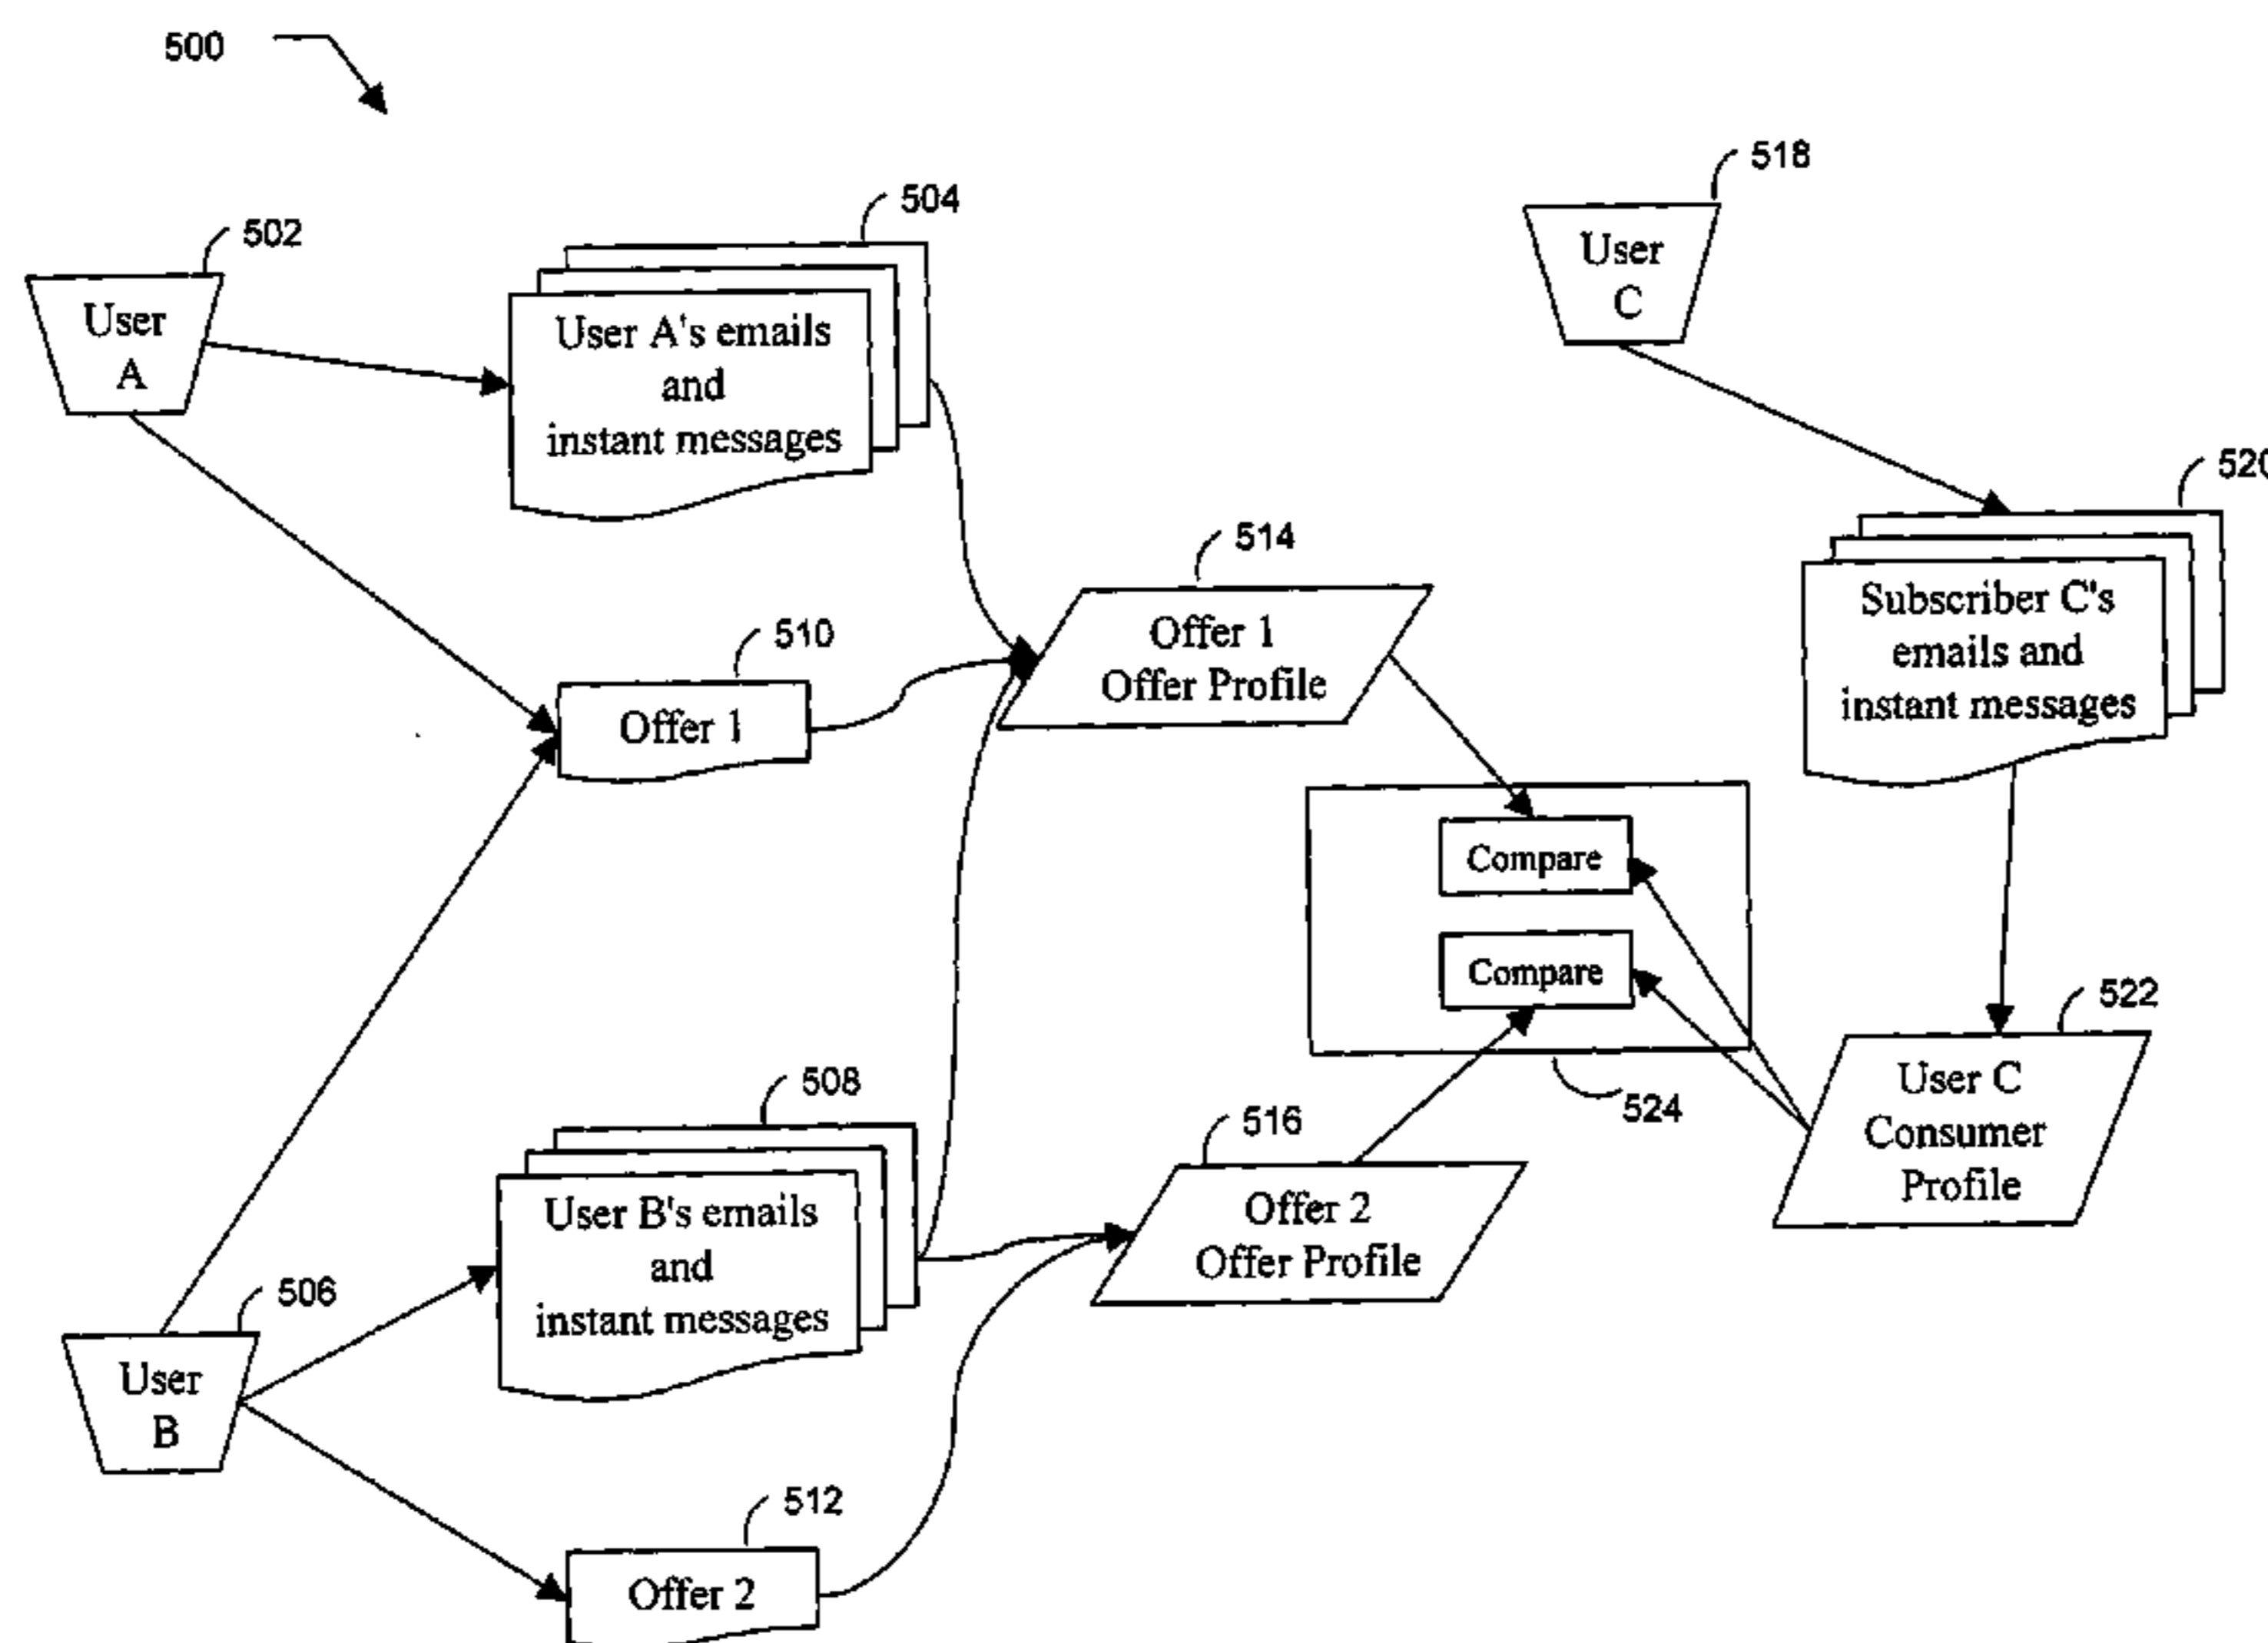 500
518
504
502
User
C
User
A
User A's emails
and
instant messages
520
514
Subscriber C's
emails and
instant messages
510
Offer 1
Offer Profile
Offer 1
Compare
Compare
522
508
User C
Consumer
Profile
524
516
User B's emails
and
instant messages
Offer 2
Offer Profile
506
User
B
512
Offer 2